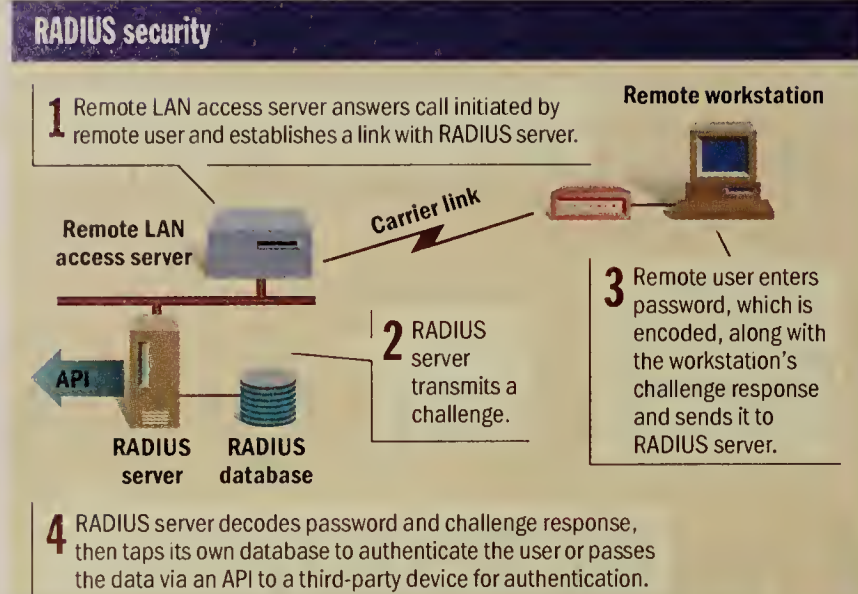 RADIUS security
1 Remote LAN access server answers call initiated by
remote user and establishes a link with RADIUS server.
Remote workstation
Carrier link
Remote LAN
access server
2 RADIUS
server
transmits a
challenge.
3 Remote user enters
password, which is
encoded, along with
the workstation's
challenge response
and sends it to
RADIUS server.
API
RADIUS
server
RADIUS
database
4 RADIUS server decodes password and challenge response,
then taps its own database to authenticate the user or passes
the data via an API to a third-party device for authentication.